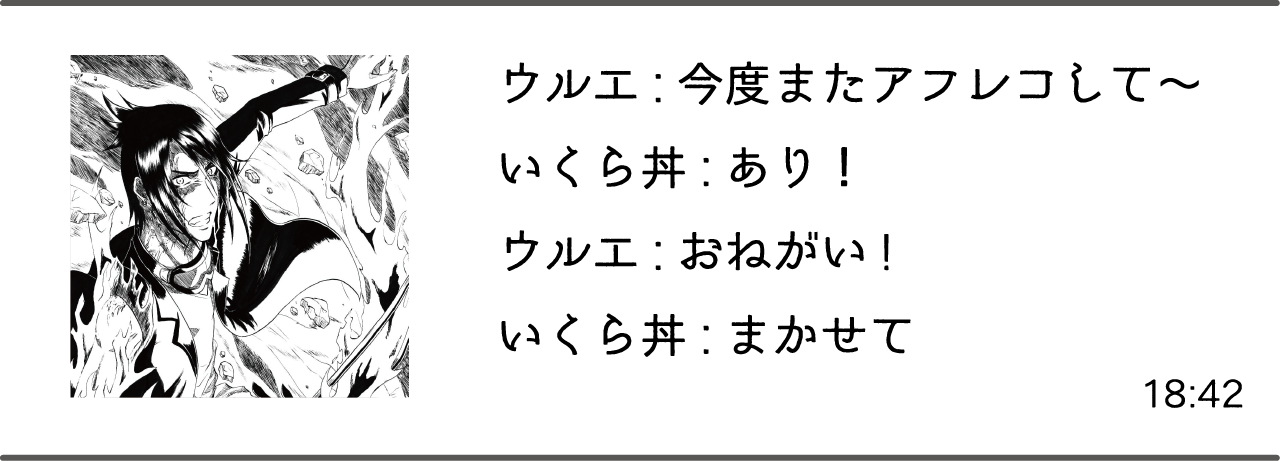 ウルエ：今度またアフレコして〜
いくら丼：あり！
ウルエ：おねがい！
いくら丼：まかせて
18:42